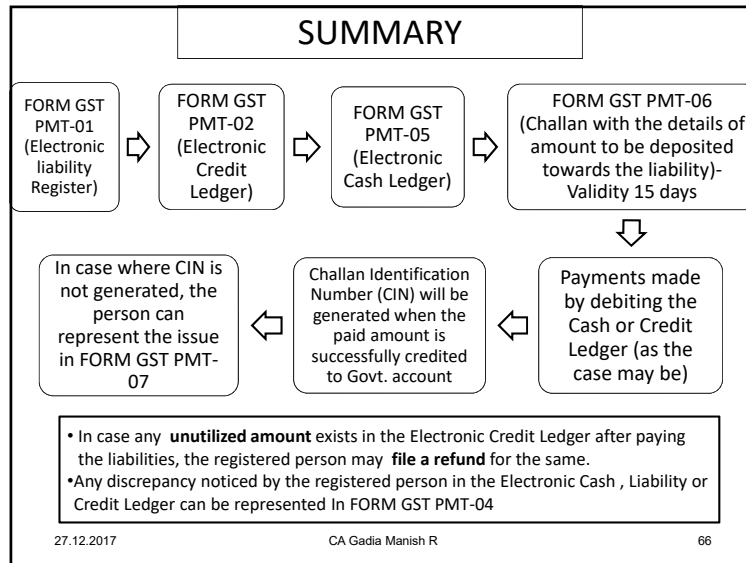 SUMMARY
FORM GST
PMT-01
(Electronic
liability
Register)
FORM GST
PMT-02
(Electronic
Credit
Ledger)
FORM GST
PMT-05
(Electronic
Cash Ledger)
FORM GST PMT-06
(Challan with the details of
amount to be deposited
towards the liability)-
Validity 15 days
Payments made
by debiting the
Cash or Credit
Ledger (as the
case may be)
Challan Identification
Number (CIN) will be
generated when the
paid amount is
successfully credited
to Govt. account
In case where CIN is
not generated, the
person can
represent the issue
in FORM GST PMT-
07
• In case any unutilized amount exists in the Electronic Credit Ledger after paying
the liabilities, the registered person may file a refund for the same.
•Any discrepancy noticed by the registered person in the Electronic Cash , Liability or
Credit Ledger can be represented In FORM GST PMT-04
27.12.2017 CA Gadia Manish R 66